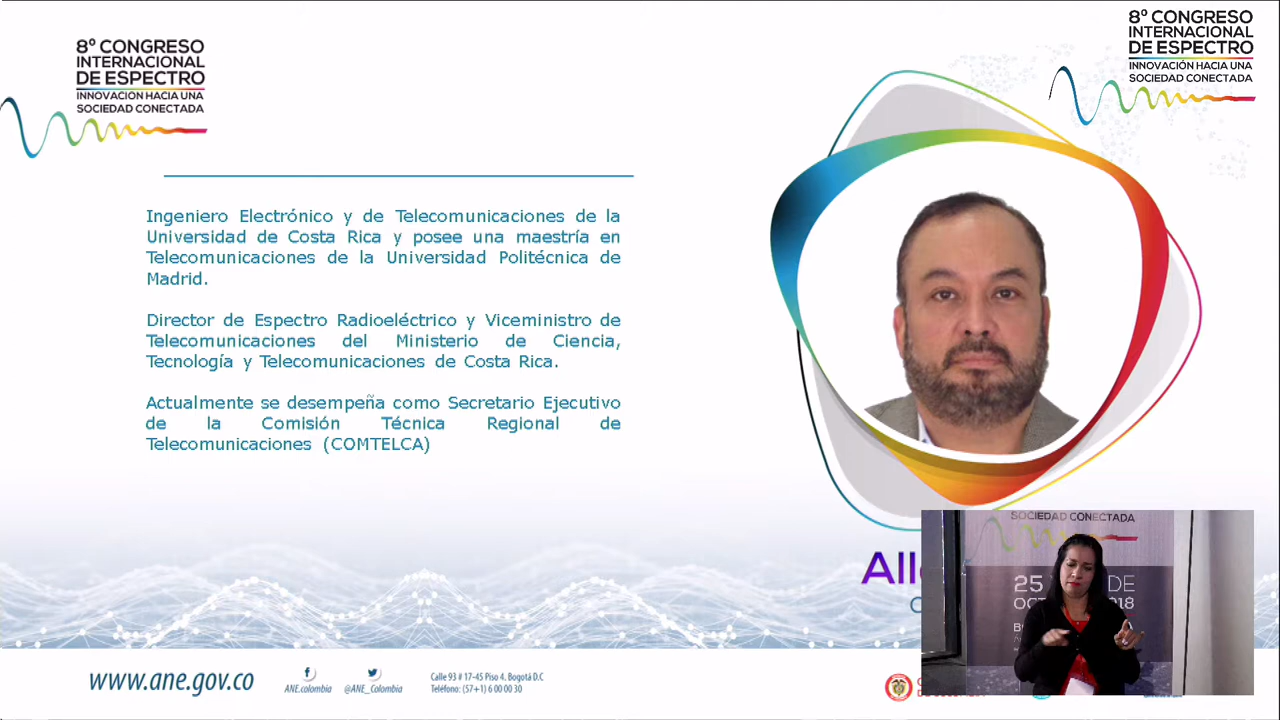 8º CONGRESO
INTERNACIONAL
DE ESPECTRO
INNOVACIÓN HACIA UNA
SOCIEDAD CONECTADA
8º CONGRESO
INTERNACIONAL
DE ESPECTRO
INNOVACIÓN HACIA UNA
SOCIEDAD CONECTADA
Ingeniero Electrónico y de Telecomunicaciones de la
Universidad de Costa Rica y posee una maestría en
Telecomunicaciones de la Universidad Politécnica de
Madrid.
Director de Espectro Radioeléctrico y Viceministro de
Telecomunicaciones del Ministerio de Ciencia,
Tecnología y Telecomunicaciones de Costa Rica.
Actualmente se desempeña como Secretario Ejecutivo
de la Comisión Técnica Regional de
Telecomunicaciones (COMTELCA)
SOCIEDAD CONECTADA
25 DE
www.ane.gov.co
ANE.colombia
@ANE_Colombia
Calle 93 # 17-45 Piso 4. Bogotá D.C
Teléfono: (57+1) 6 00 00 30